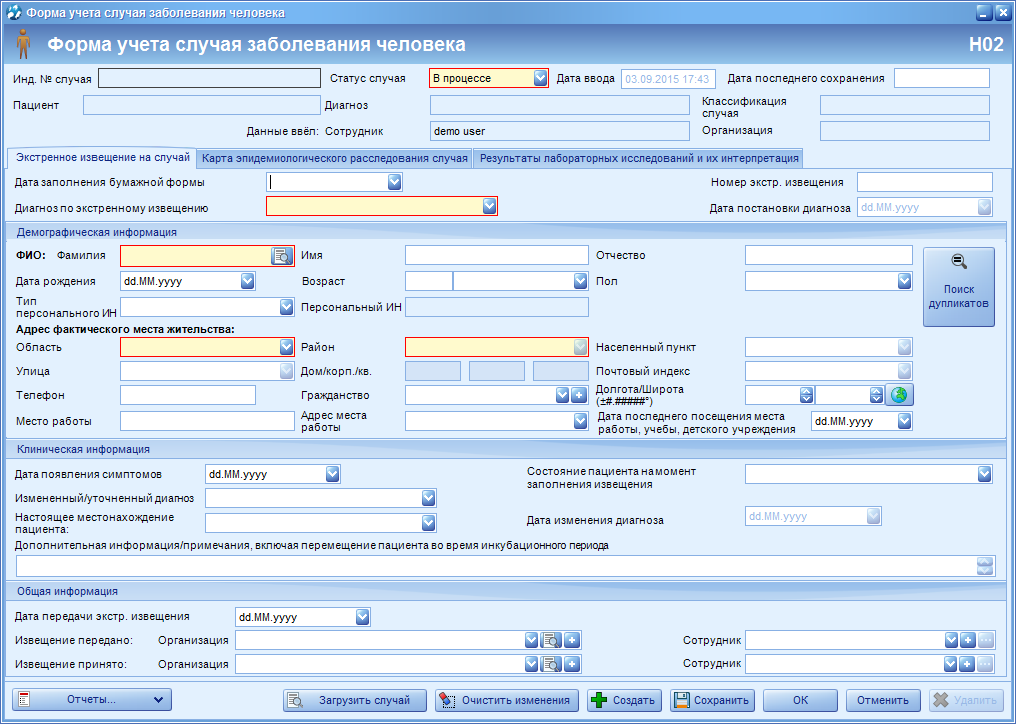 Форма учета случая заболевания человека
Форма учета случая заболевания человека H02
Инд. № случая Статус случая В процессе Дата ввода 03.09.2015 17:43 Дата последнего сохранения
Пациент Диагноз Классификация случая
Данные ввёл: Сотрудник demo user Организация
Экстренное извещение на случай Карта эпидемиологического расследования случая Результаты лабораторных исследований и их интерпретация
Дата заполнения бумажной формы Номер экстр. извещения
Диагноз по экстренному извещению Дата постановки диагноза dd.MM.yyyy
Демографическая информация
ФИО: Фамилия Имя Отчество
Дата рождения dd.MM.yyyy Возраст Пол
Поиск дупликатов
Тип персонального ИН Персональный ИН
Адрес фактического места жительства:
Область Район Населенный пункт
Улица Дом/корп./кв. Почтовый индекс
Телефон Гражданство Долгота/Широта (±#.#####°)
Место работы Адрес места работы Дата последнего посещения места работы, учебы, детского учреждения dd.MM.yyyy
Клиническая информация
Дата появления симптомов dd.MM.yyyy Состояние пациента на момент заполнения извещения
Измененный/уточненный диагноз
Настоящее местонахождение пациента: Дата изменения диагноза dd.MM.yyyy
Дополнительная информация/примечания, включая перемещение пациента во время инкубационного периода
Общая информация
Дата передачи экстр. извещения dd.MM.yyyy
Извещение передано: Организация Сотрудник
Извещение принято: Организация Сотрудник
Отчеты... Загрузить случай Очистить изменения Создать Сохранить ОК Отменить Удалить